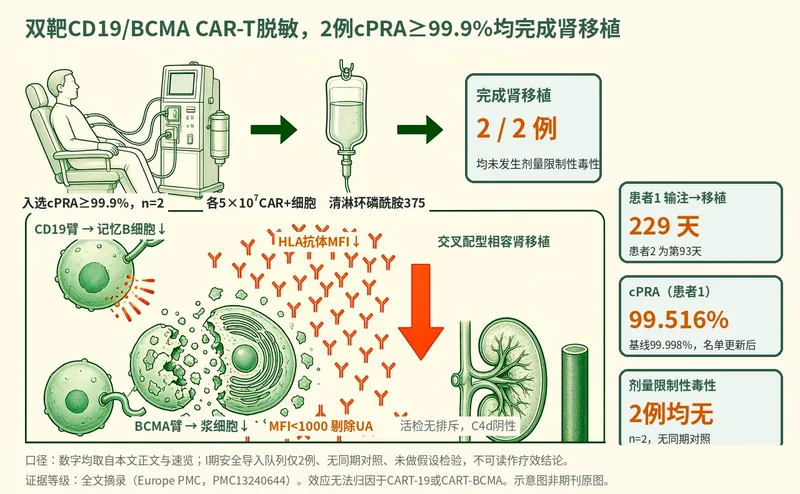 双靶CD19/BCMA CAR-T脱敏，2例cPRA≥99.9%均完成肾移植
完成肾移植
2 / 2 例
均未发生剂量限制性毒性
入选cPRA≥99.9%，n=2
各5×10⁷CAR+细胞
清淋环磷酰胺375
患者1 输注→移植
229 天
患者2 为第93天
CD19臂 → 记忆B细胞↓
HLA抗体MFI↓
交叉配型相容肾移植
cPRA（患者1）
99.516%
基线99.998%，名单更新后
剂量限制性毒性
2例均无
n=2，无同期对照
BCMA臂 → 浆细胞↓
MFI<1000 剔除UA
活检无排斥，C4d阴性
口径：数字均取自本文正文与速览；I期安全导入队列仅2例、无同期对照、未做假设检验，不可读作疗效结论。
证据等级：全文摘录（Europe PMC，PMC13240644）。效应无法归因于CART-19或CART-BCMA。示意图非期刊原图。